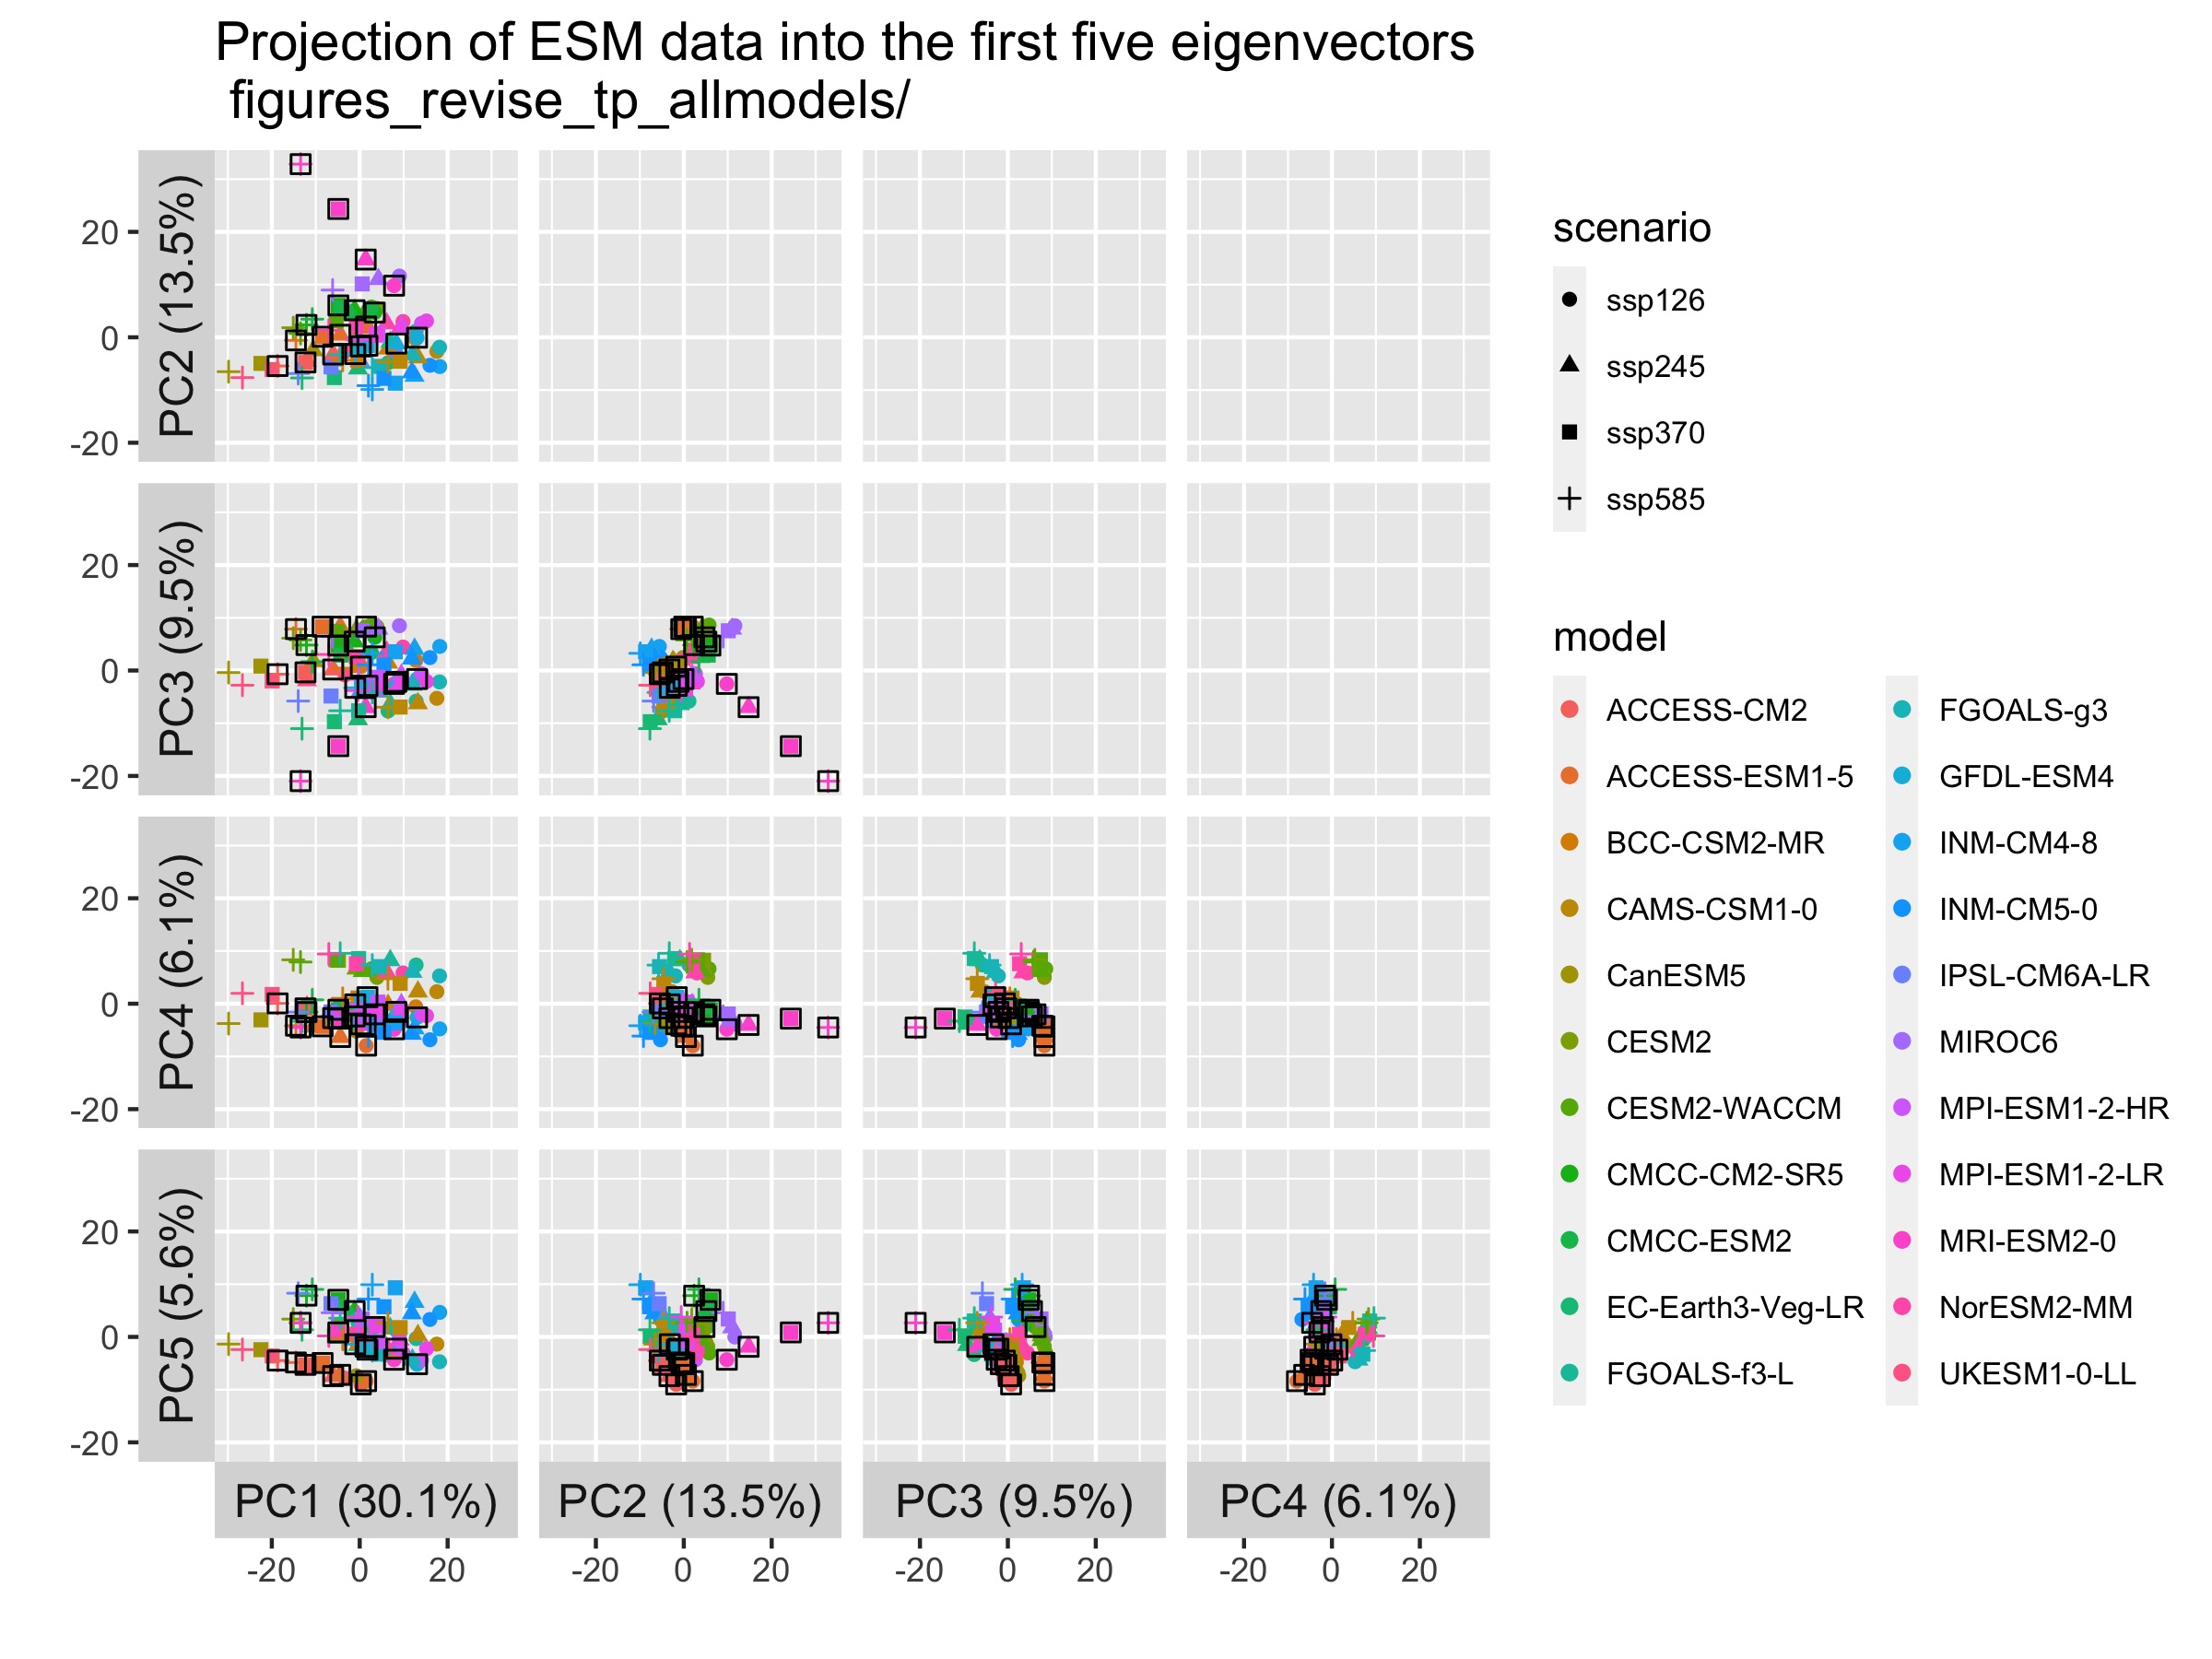 Projection of ESM data into the first five eigenvectors
figures_revise_tp_allmodels/
PC2 (13.5%)
20
0
-20
PC3 (9.5%)
20
0
-20
PC4 (6.1%)
20
0
-20
PC5 (5.6%)
20
0
-20
PC1 (30.1%)
PC2 (13.5%)
PC3 (9.5%)
PC4 (6.1%)
-20 0 20
-20 0 20
-20 0 20
-20 0 20
scenario
ssp126
ssp245
ssp370
ssp585
model
ACCESS-CM2
ACCESS-ESM1-5
BCC-CSM2-MR
CAMS-CSM1-0
CanESM5
CESM2
CESM2-WACCM
CMCC-CM2-SR5
CMCC-ESM2
EC-Earth3-Veg-LR
FGOALS-f3-L
FGOALS-g3
GFDL-ESM4
INM-CM4-8
INM-CM5-0
IPSL-CM6A-LR
MIROC6
MPI-ESM1-2-HR
MPI-ESM1-2-LR
MRI-ESM2-0
NorESM2-MM
UKESM1-0-LL